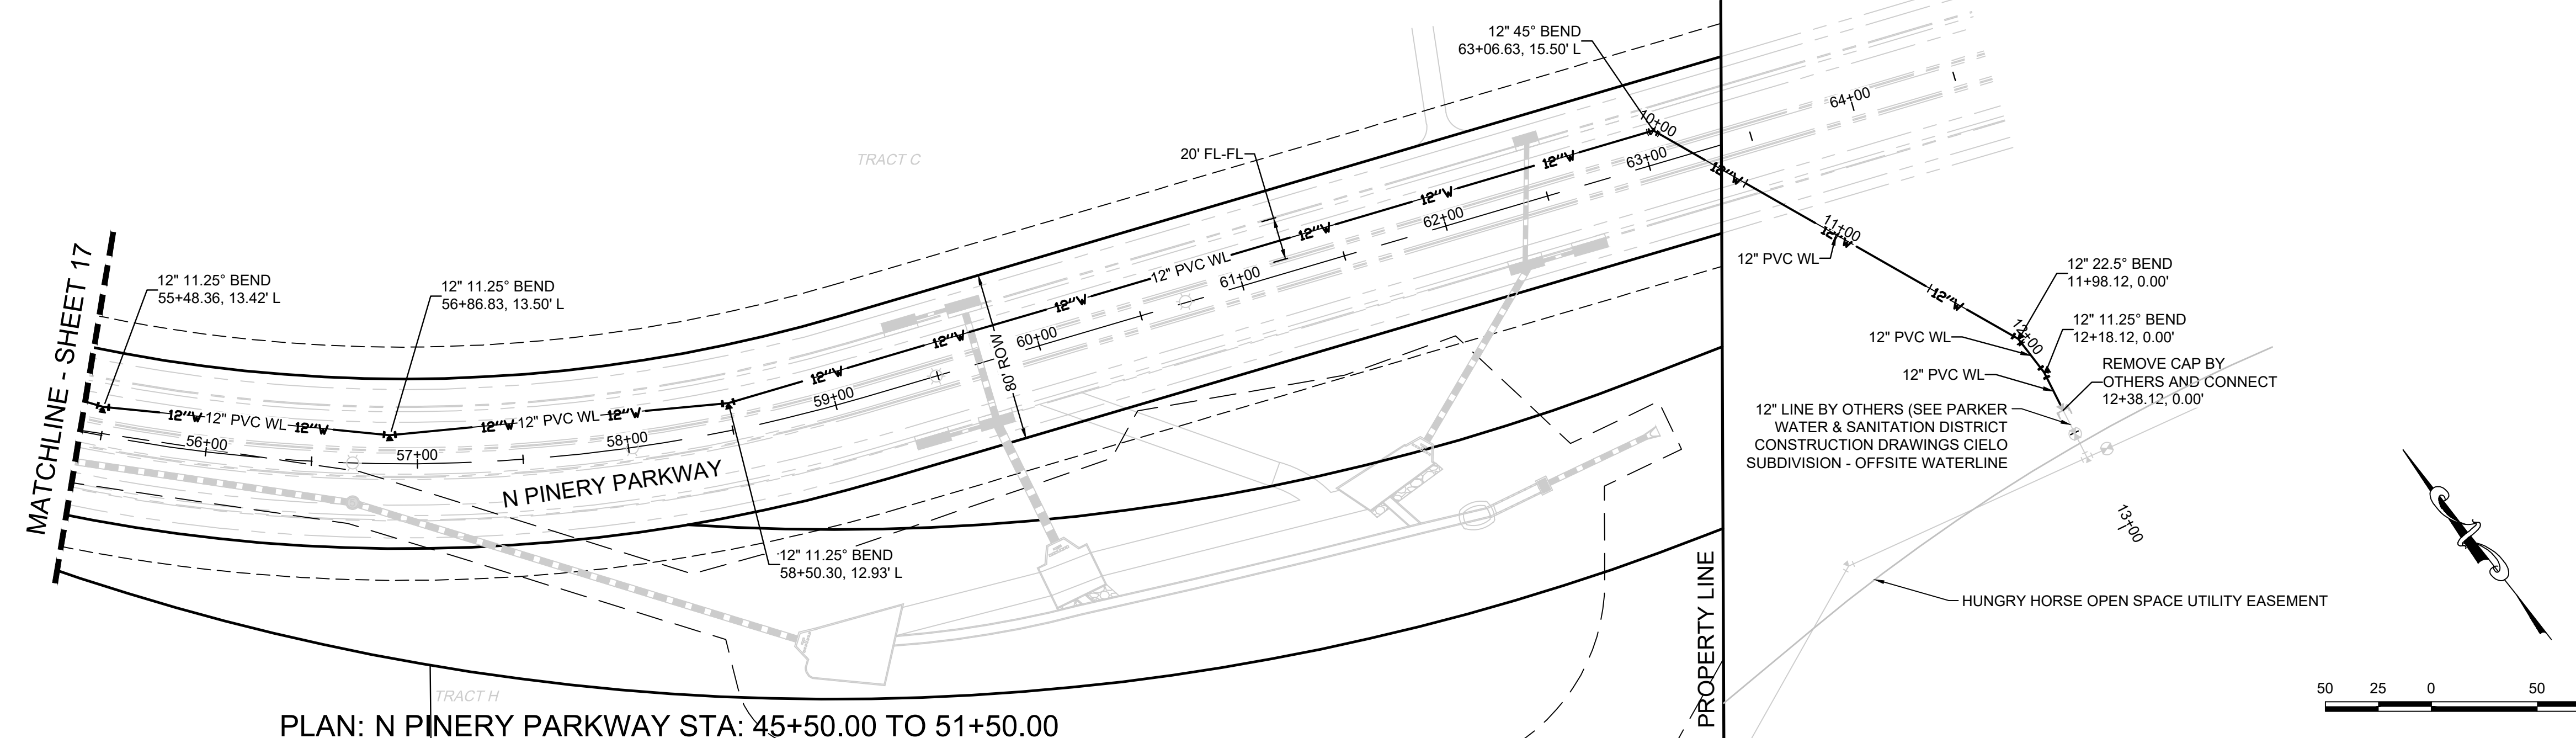 12" 45° BEND
63+06.63, 15.50' L
10+00
64+00
TRACT C
20' FL-FL
63+00
12"W
12"W
12"W
12"W
62+00
11+00
12"W
12" PVC WL
12" PVC WL
61+00
12" 22.5° BEND
11+98.12, 0.00'
12"W
12"W
12" 11.25° BEND
55+48.36, 13.42' L
12" 11.25° BEND
56+86.83, 13.50' L
MATCHLINE - SHEET 17
12"W
60+00
12" 11.25° BEND
12+18.12, 0.00'
12+00
12" PVC WL
80' ROW
12"W
59+00
12" PVC WL
REMOVE CAP BY
OTHERS AND CONNECT
12+38.12, 0.00'
12"W
12" PVC WL
12"W
12"W
12" PVC WL
12"W
56+00
57+00
58+00
12" LINE BY OTHERS (SEE PARKER
WATER & SANITATION DISTRICT
CONSTRUCTION DRAWINGS CIELO
SUBDIVISION - OFFSITE WATERLINE
N PINERY PARKWAY
13+00
12" 11.25° BEND
58+50.30, 12.93' L
HUNGRY HORSE OPEN SPACE UTILITY EASEMENT
PROPERTY LINE
TRACT H
50 25 0 50
PLAN: N PINERY PARKWAY STA: 45+50.00 TO 51+50.00